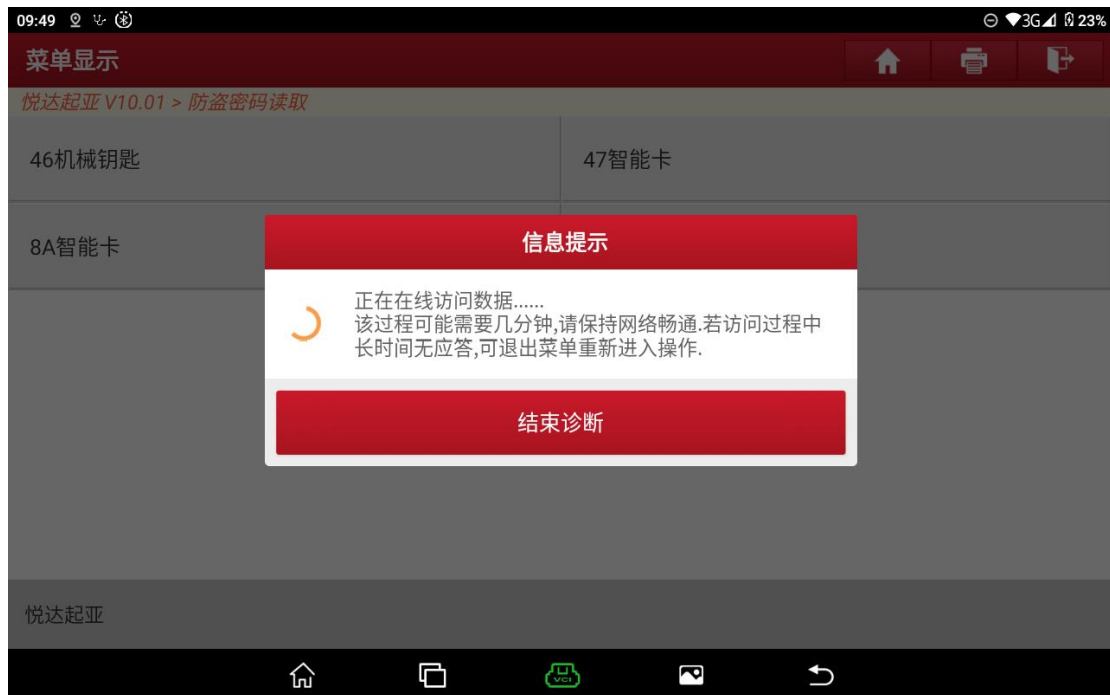 09:49
3G 23%
菜单显示
悦达起亚 V10.01 > 防盗密码读取
46机械钥匙
47智能卡
8A智能卡
信息提示
正在在线访问数据......
该过程可能需要几分钟,请保持网络畅通.若访问过程中
长时间无应答,可退出菜单重新进入操作.
结束诊断
悦达起亚
VCI